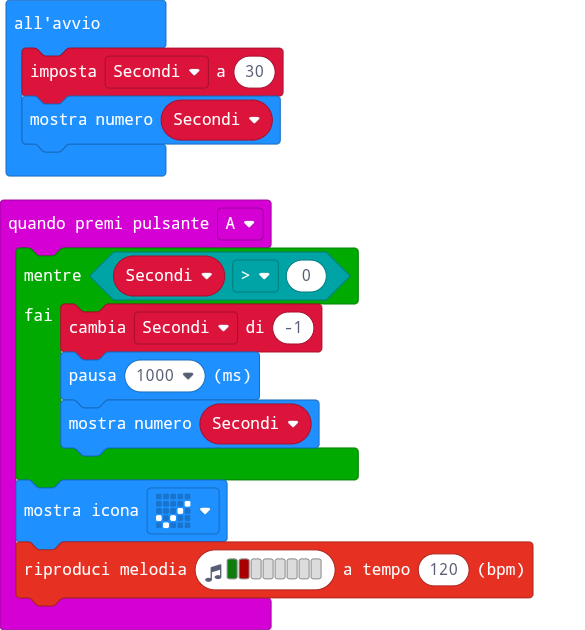 all'avvio
imposta Secondi a 30
mostra numero Secondi
quando premi pulsante A
mentre Secondi > 0
fai
cambia Secondi di -1
pausa 1000 (ms)
mostra numero Secondi
mostra icona
riproduci melodia a tempo 120 (bpm)